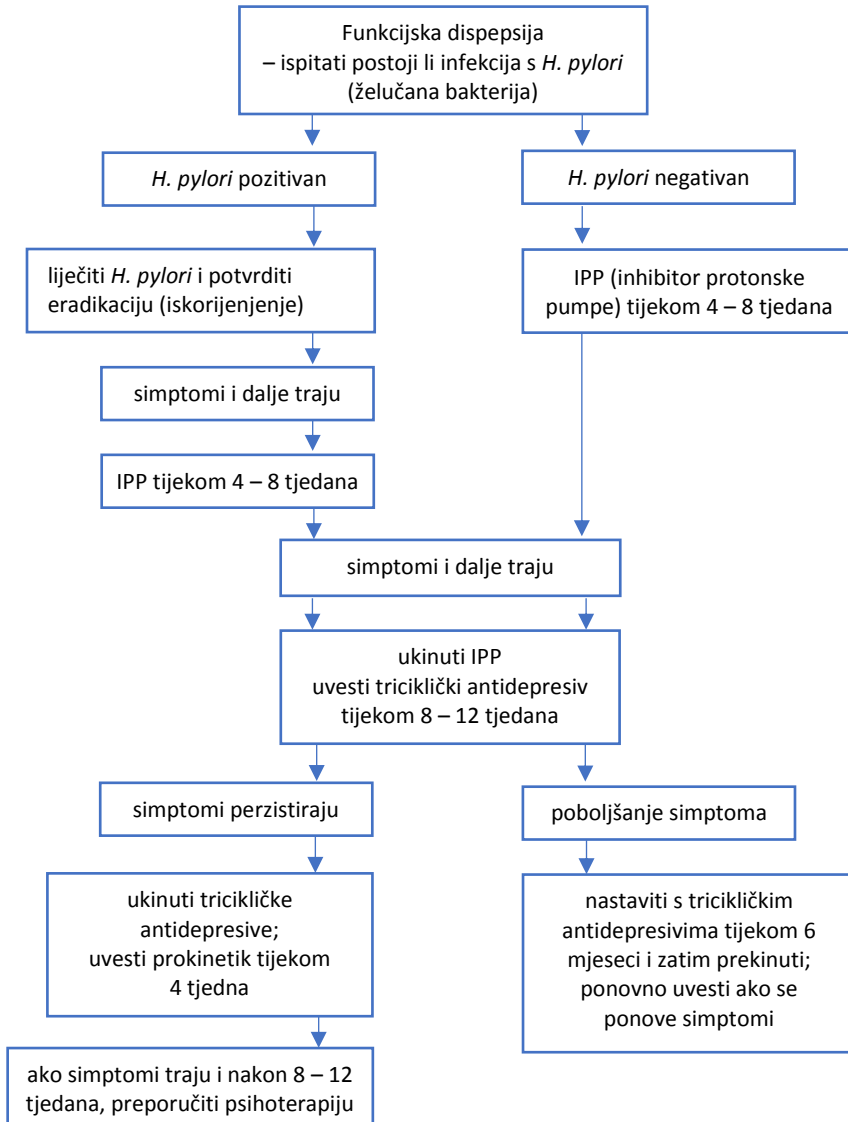 Funkcijska dispepsija
– ispitati postoji li infekcija s H. pylori
(želučana bakterija)
H. pylori pozitivan
H. pylori negativan
liječiti H. pylori i potvrditi
eradikaciju (iskorijenjenje)
IPP (inhibitor protonske
pumpe) tijekom 4 – 8 tjedana
simptomi i dalje traju
IPP tijekom 4 – 8 tjedana
simptomi i dalje traju
ukinuti IPP
uvesti triciklički antidepresiv
tijekom 8 – 12 tjedana
simptomi perzistiraju
poboljšanje simptoma
ukinuti tricikličke
antidepresive;
uvesti prokinetik tijekom
4 tjedna
nastaviti s tricikličkim
antidepresivima tijekom 6
mjeseci i zatim prekinuti;
ponovno uvesti ako se
ponove simptomi
ako simptomi traju i nakon 8 – 12
tjedana, preporučiti psihoterapiju